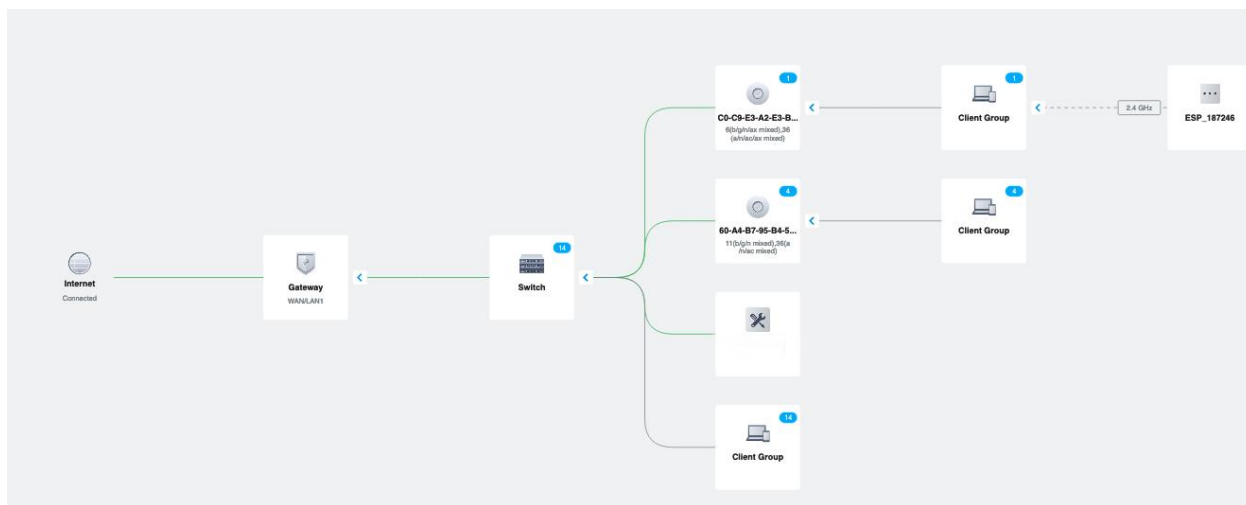 Internet
Connected
Gateway
WAN/LAN1
14
Switch
1
C0-C9-E3-A2-E3-B...
6(b/g/n/ax mixed),36
(a/n/ac/ax mixed)
1
Client Group
2.4 GHz
ESP_187246
4
60-A4-B7-95-B4-5...
11(b/g/n mixed),36(a
/n/ac mixed)
4
Client Group
14
Client Group